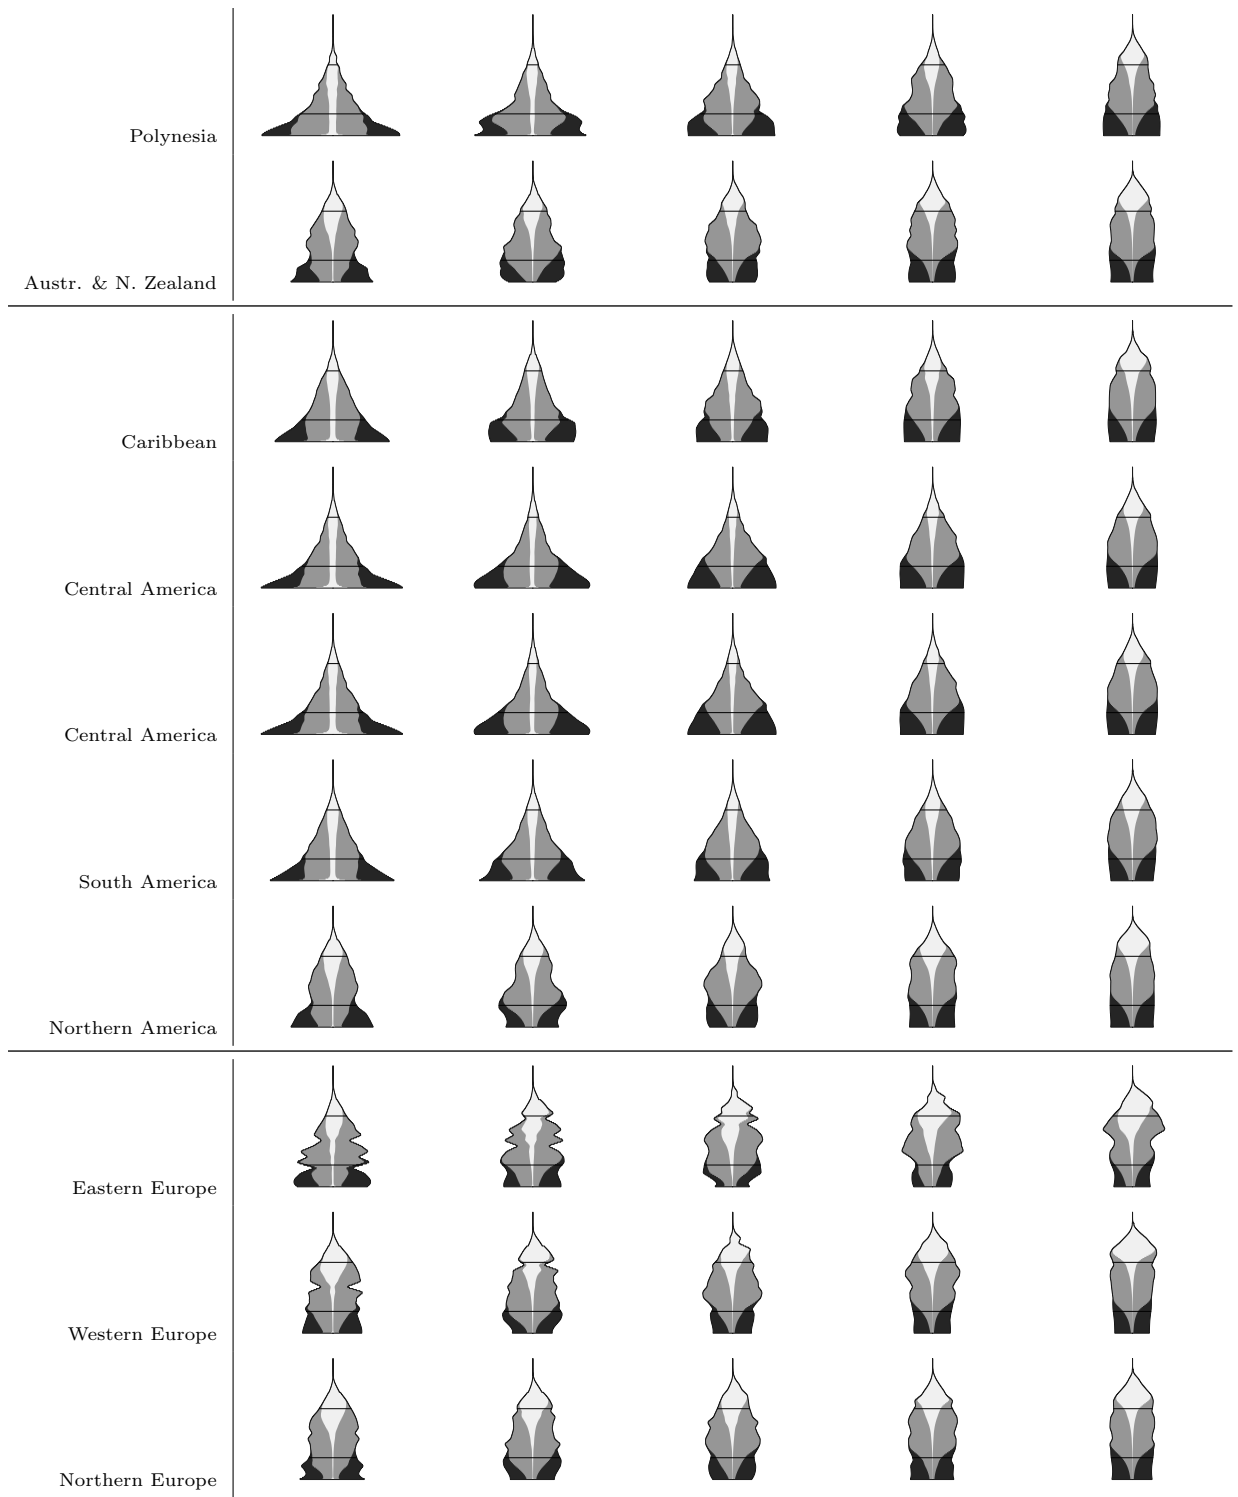 Polynesia
Austr. & N. Zealand
Caribbean
Central America
Central America
South America
Northern America
Eastern Europe
Western Europe
Northern Europe